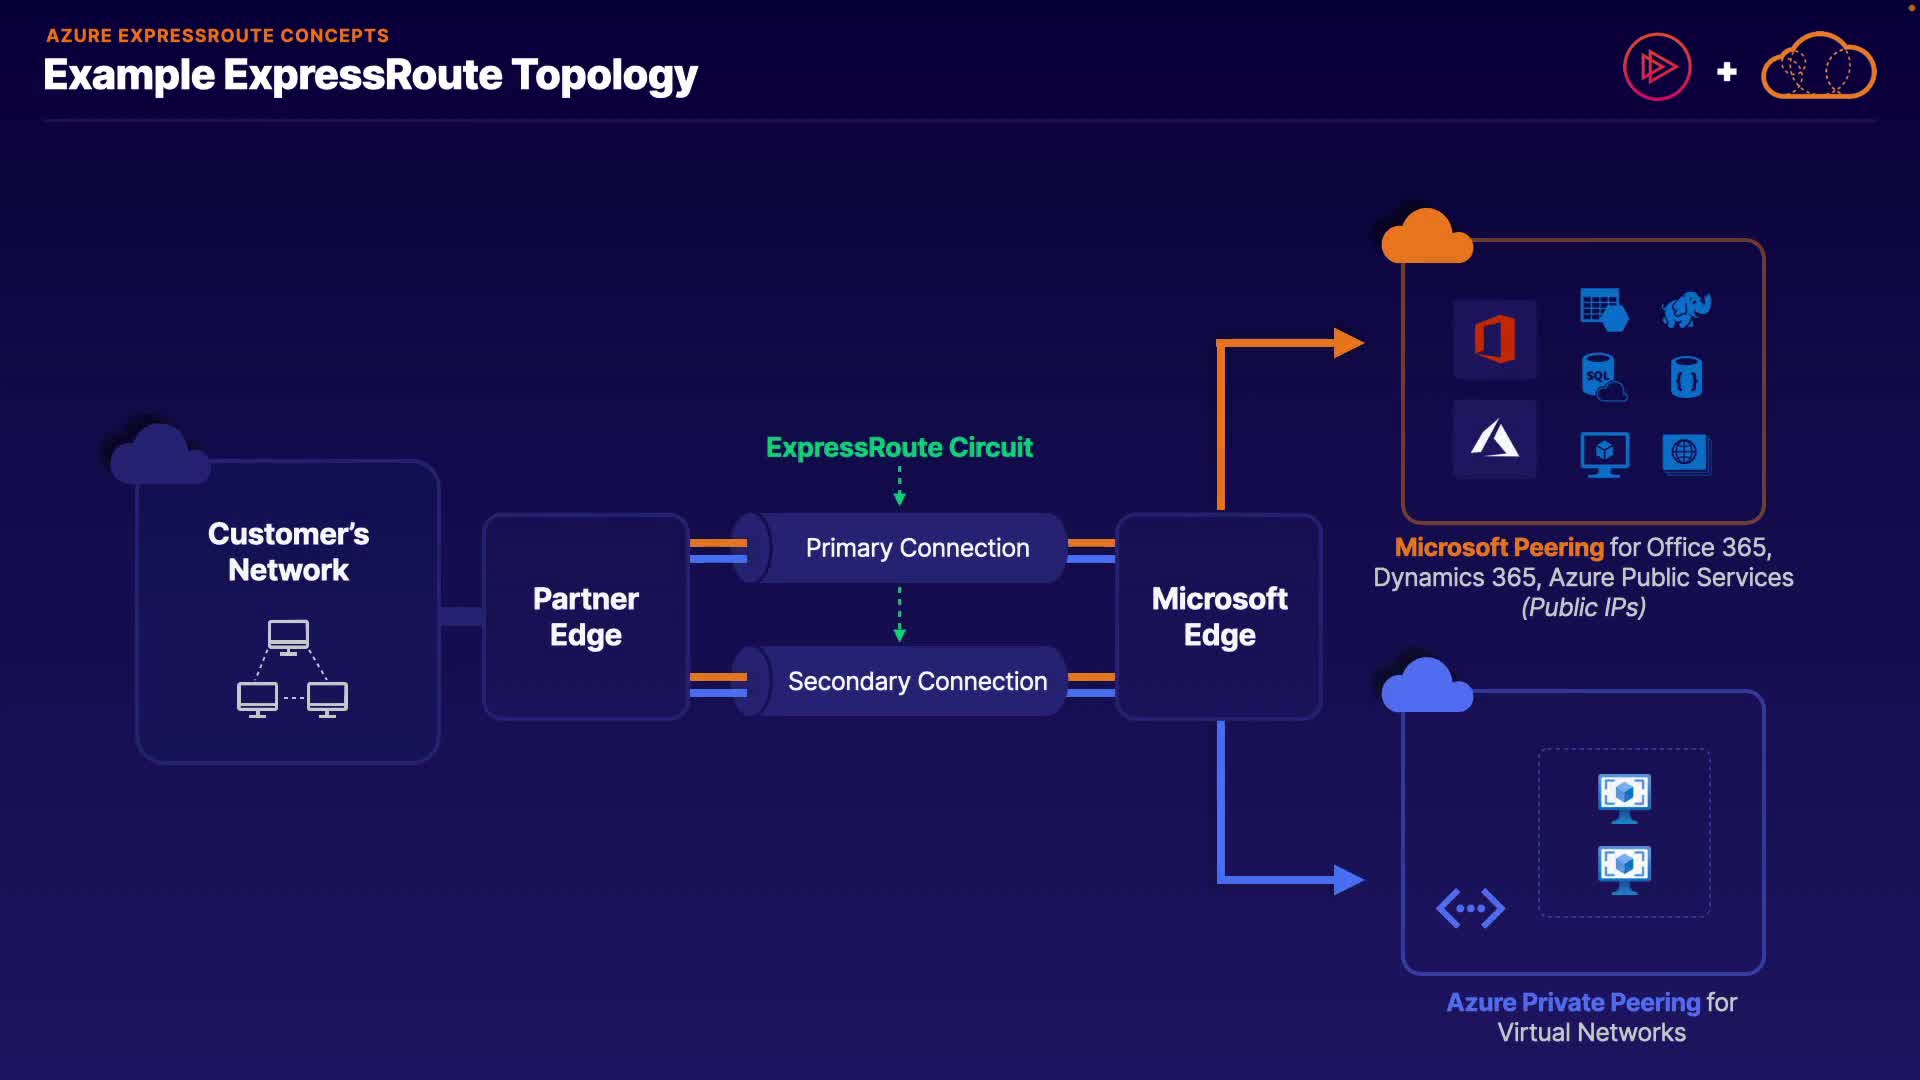 AZURE EXPRESSROUTE CONCEPTS
Example ExpressRoute Topology
Customer's
Network
Partner
Edge
ExpressRoute Circuit
Primary Connection
Secondary Connection
Microsoft
Edge
SQL
Microsoft Peering for Office 365,
Dynamics 365, Azure Public Services
(Public IPs)
Azure Private Peering for
Virtual Networks